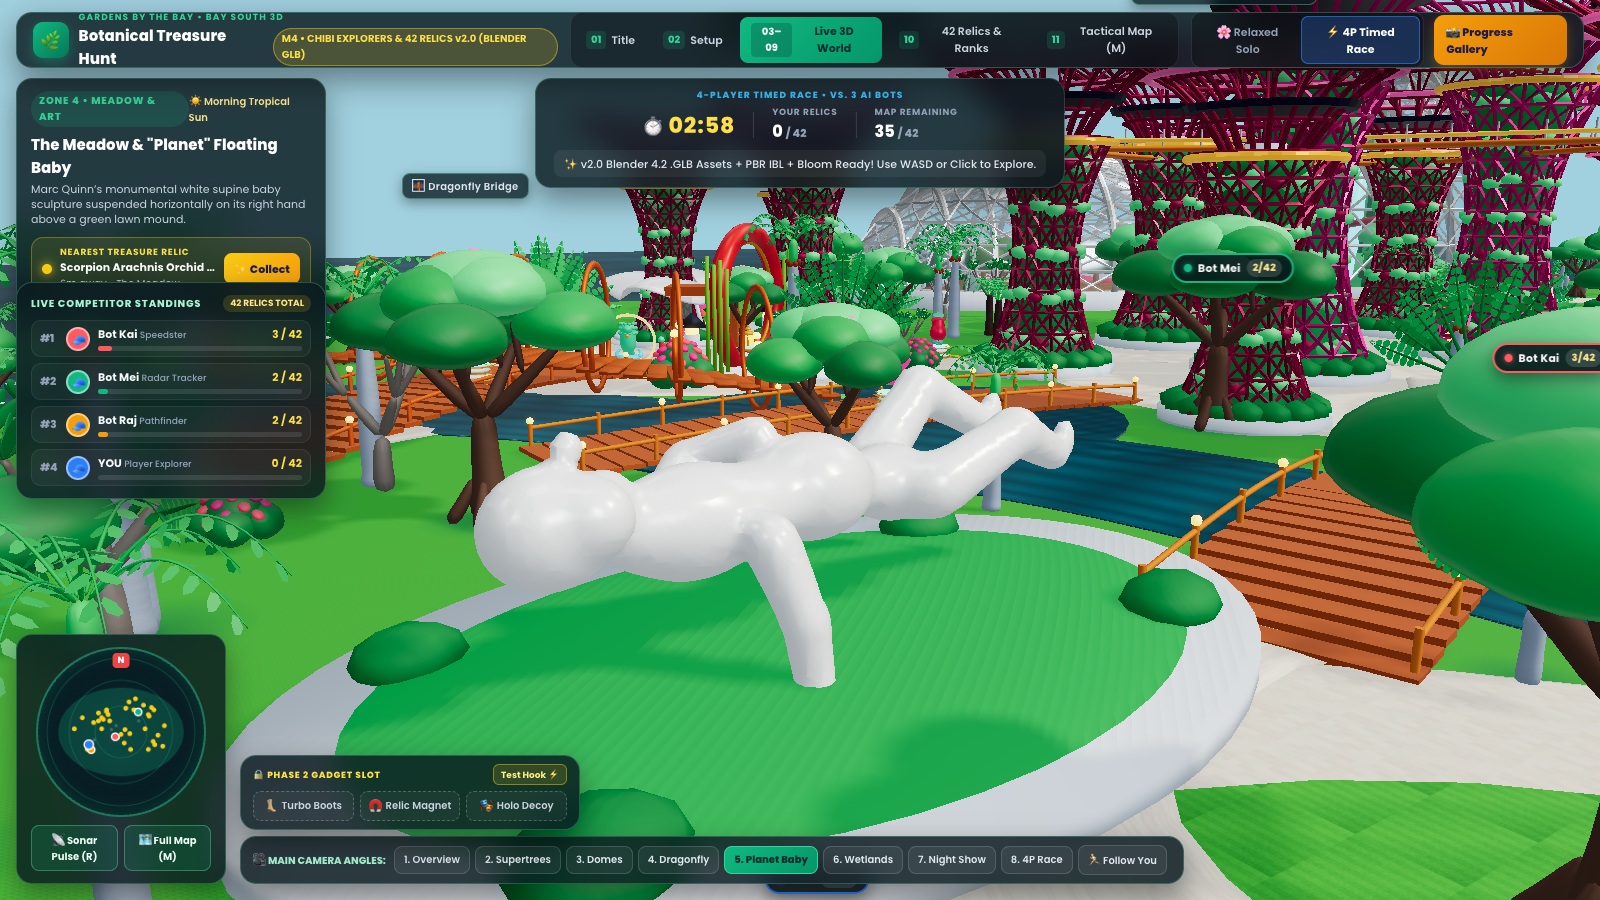 GARDENS BY THE BAY • BAY SOUTH 3D
Botanical Treasure
Hunt
M4 • CHIBI EXPLORERS & 42 RELICS v2.0 (BLENDER
GLB)
01 Title
02 Setup
03–
09
Live 3D
World
10
42 Relics &
Ranks
11
Tactical Map
(M)
🌸 Relaxed
Solo
⚡ 4P Timed
Race
📸 Progress
Gallery
ZONE 4 • MEADOW &
ART
☀️ Morning Tropical
Sun
The Meadow & "Planet" Floating
Baby
Marc Quinn's monumental white supine baby
sculpture suspended horizontally on its right hand
above a green lawn mound.
NEAREST TREASURE RELIC
Scorpion Arachnis Orchid ...
✨ Collect
LIVE COMPETITOR STANDINGS
42 RELICS TOTAL
#1 Bot Kai Speedster 3 / 42
#2 Bot Mei Radar Tracker 2 / 42
#3 Bot Raj Pathfinder 2 / 42
#4 YOU Player Explorer 0 / 42
4-PLAYER TIMED RACE • VS. 3 AI BOTS
⏱️ 02:58
YOUR RELICS
0 / 42
MAP REMAINING
35 / 42
✨ v2.0 Blender 4.2 .GLB Assets + PBR IBL + Bloom Ready! Use WASD or Click to Explore.
🌉 Dragonfly Bridge
Bot Mei 2/42
Bot Kai 3/42
N
📡 Sonar
Pulse (R)
🗺️ Full Map
(M)
🔒 PHASE 2 GADGET SLOT
Test Hook ⚡
👢 Turbo Boots
🧲 Relic Magnet
🎭 Holo Decoy
🎥 MAIN CAMERA ANGLES:
1. Overview
2. Supertrees
3. Domes
4. Dragonfly
5. Planet Baby
6. Wetlands
7. Night Show
8. 4P Race
🏃 Follow You